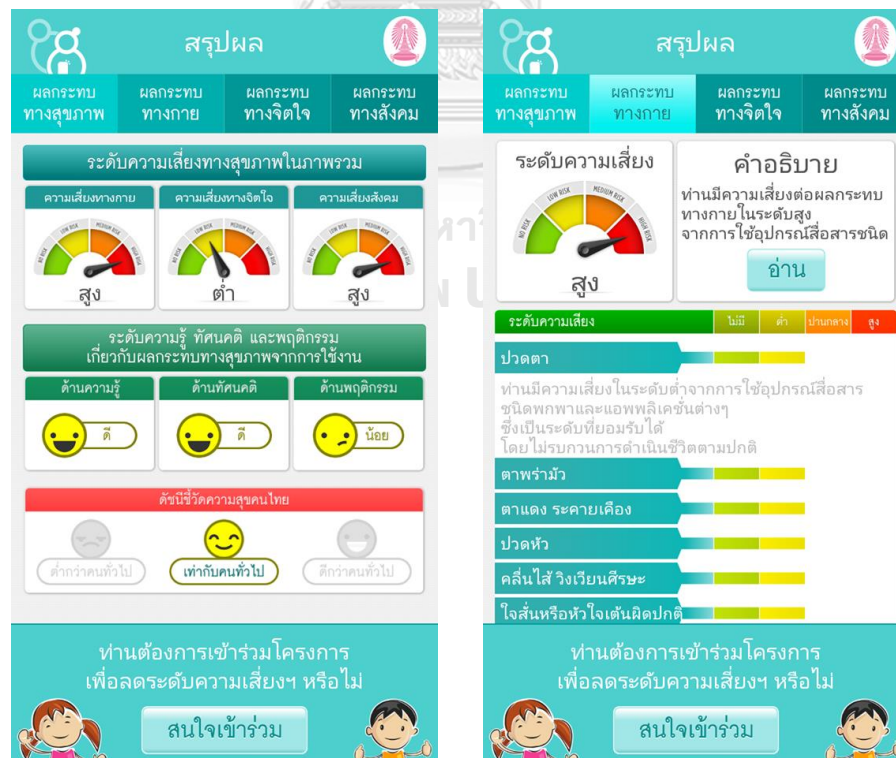 สรุปผล
ผลกระทบ
ทางสุขภาพ
ผลกระทบ
ทางกาย
ผลกระทบ
ทางจิตใจ
ผลกระทบ
ทางสังคม
ระดับความเสี่ยงทางสุขภาพในภาพรวม
ความเสี่ยงทางกาย
ความเสี่ยงทางจิตใจ
ความเสี่ยงสังคม
NO RISK LOW RISK MEDIUM RISK HIGH RISK
NO RISK LOW RISK MEDIUM RISK HIGH RISK
NO RISK LOW RISK MEDIUM RISK HIGH RISK
สูง
ต่ำ
สูง
ระดับความรู้ ทัศนคติ และพฤติกรรม
เกี่ยวกับผลกระทบทางสุขภาพจากการใช้งาน
ด้านความรู้
ด้านทัศนคติ
ด้านพฤติกรรม
ดี
ดี
น้อย
ดัชนีชี้วัดความสุขคนไทย
ต่ำกว่าคนทั่วไป
เท่ากับคนทั่วไป
ดีกว่าคนทั่วไป
ท่านต้องการเข้าร่วมโครงการ
เพื่อลดระดับความเสี่ยงฯ หรือไม่
สนใจเข้าร่วม
สรุปผล
ผลกระทบ
ทางสุขภาพ
ผลกระทบ
ทางกาย
ผลกระทบ
ทางจิตใจ
ผลกระทบ
ทางสังคม
ระดับความเสี่ยง
NO RISK LOW RISK MEDIUM RISK HIGH RISK
สูง
คำอธิบาย
ท่านมีความเสี่ยงต่อผลกระทบ
ทางกายในระดับสูง
จากการใช้อุปกรณ์สื่อสารชนิด
อ่าน
ระดับความเสี่ยง
ไม่มี
ต่ำ
ปานกลาง
สูง
ปวดตา
ท่านมีความเสี่ยงในระดับต่ำจากการใช้อุปกรณ์สื่อสาร
ชนิดพกพาและแอพพลิเคชั่นต่างๆ
ซึ่งเป็นระดับที่ยอมรับได้
โดยไม่รบกวนการดำเนินชีวิตตามปกติ
ตาพร่ามัว
ตาแดง ระคายเคือง
ปวดหัว
คลื่นไส้ วิงเวียนศีรษะ
ใจสั่นหรือหัวใจเต้นผิดปกติ
ท่านต้องการเข้าร่วมโครงการ
เพื่อลดระดับความเสี่ยงฯ หรือไม่
สนใจเข้าร่วม